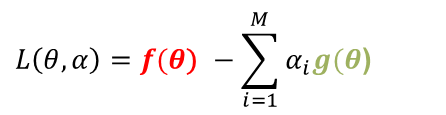 L(θ, α) = f(θ) − ∑_{i=1}^{M} α_i g(θ)